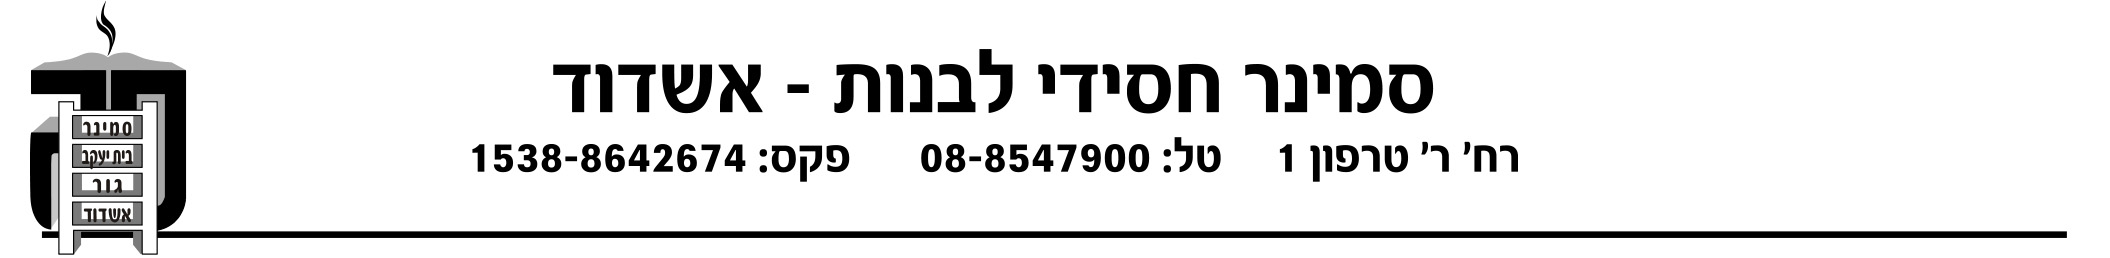 סמינר חסידי לבנות - אשדוד
רח' ר' טרפון 1 טל: 08-8547900 פקס: 1538-8642674
סמינר
בית יעקב
גור
אשדוד